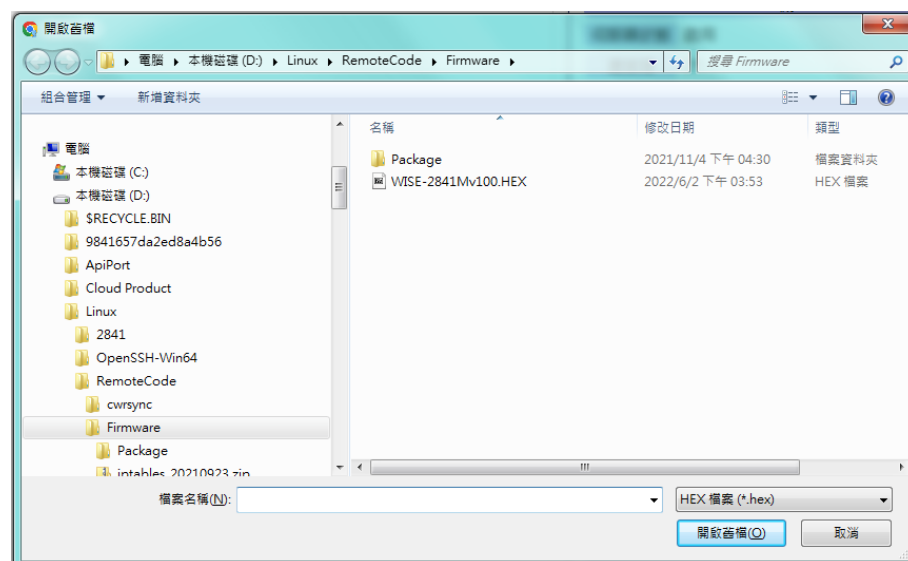 開啟舊檔
電腦 ▸ 本機磁碟 (D:) ▸ Linux ▸ RemoteCode ▸ Firmware ▸
搜尋 Firmware
組合管理 ▼ 新增資料夾
名稱 修改日期 類型
Package 2021/11/4 下午 04:30 檔案資料夾
WISE-2841Mv100.HEX 2022/6/2 下午 03:53 HEX 檔案
電腦
本機磁碟 (C:)
本機磁碟 (D:)
$RECYCLE.BIN
9841657da2ed8a4b56
ApiPort
Cloud Product
Linux
2841
OpenSSH-Win64
RemoteCode
cwrsync
Firmware
Package
iptables_20210923.zip
檔案名稱(N):
HEX 檔案 (*.hex)
開啟舊檔(O) 取消